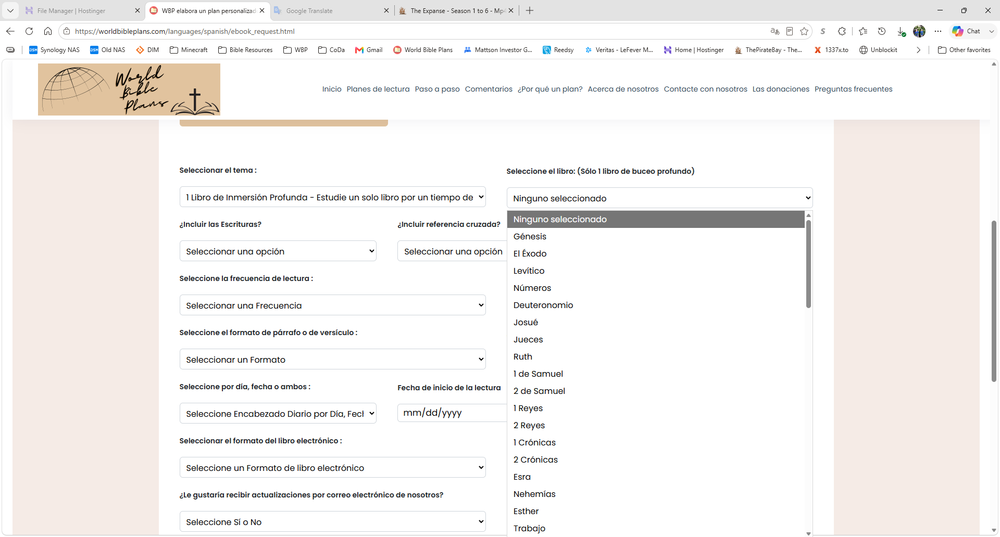 File Manager | Hostinger
WBP elabora un plan personalizad
Google Translate
The Expanse - Season 1 to 6 - Mp4
https://worldbibleplans.com/languages/spanish/ebook_request.html
Chat
Synology NAS
Old NAS
DIM
Minecraft
Bible Resources
WBP
CoDa
Gmail
World Bible Plans
Mattson Investor G...
Reedsy
Veritas - LeFever M...
Home | Hostinger
ThePirateBay - The...
1337x.to
Unblockit
Other favorites
World
Bible
Plans
Inicio Planes de lectura Paso a paso Comentarios ¿Por qué un plan? Acerca de nosotros Contacte con nosotros Las donaciones Preguntas frecuentes
Seleccionar el tema :
1 Libro de Inmersión Profunda - Estudie un solo libro por un tiempo de
¿Incluir las Escrituras?
Seleccionar una opción
¿Incluir referencia cruzada?
Seleccionar una opción
Seleccione la frecuencia de lectura :
Seleccionar una Frecuencia
Seleccione el formato de párrafo o de versículo :
Seleccionar un Formato
Seleccione por día, fecha o ambos :
Seleccione Encabezado Diario por Día, Fech
Fecha de inicio de la lectura
mm/dd/yyyy
Seleccionar el formato del libro electrónico :
Seleccione un Formato de libro electrónico
¿Le gustaría recibir actualizaciones por correo electrónico de nosotros?
Seleccione Sí o No
Seleccione el libro: (Sólo 1 libro de buceo profundo)
Ninguno seleccionado
Ninguno seleccionado
Génesis
El Éxodo
Levítico
Números
Deuteronomio
Josué
Jueces
Ruth
1 de Samuel
2 de Samuel
1 Reyes
2 Reyes
1 Crónicas
2 Crónicas
Esra
Nehemías
Esther
Trabajo